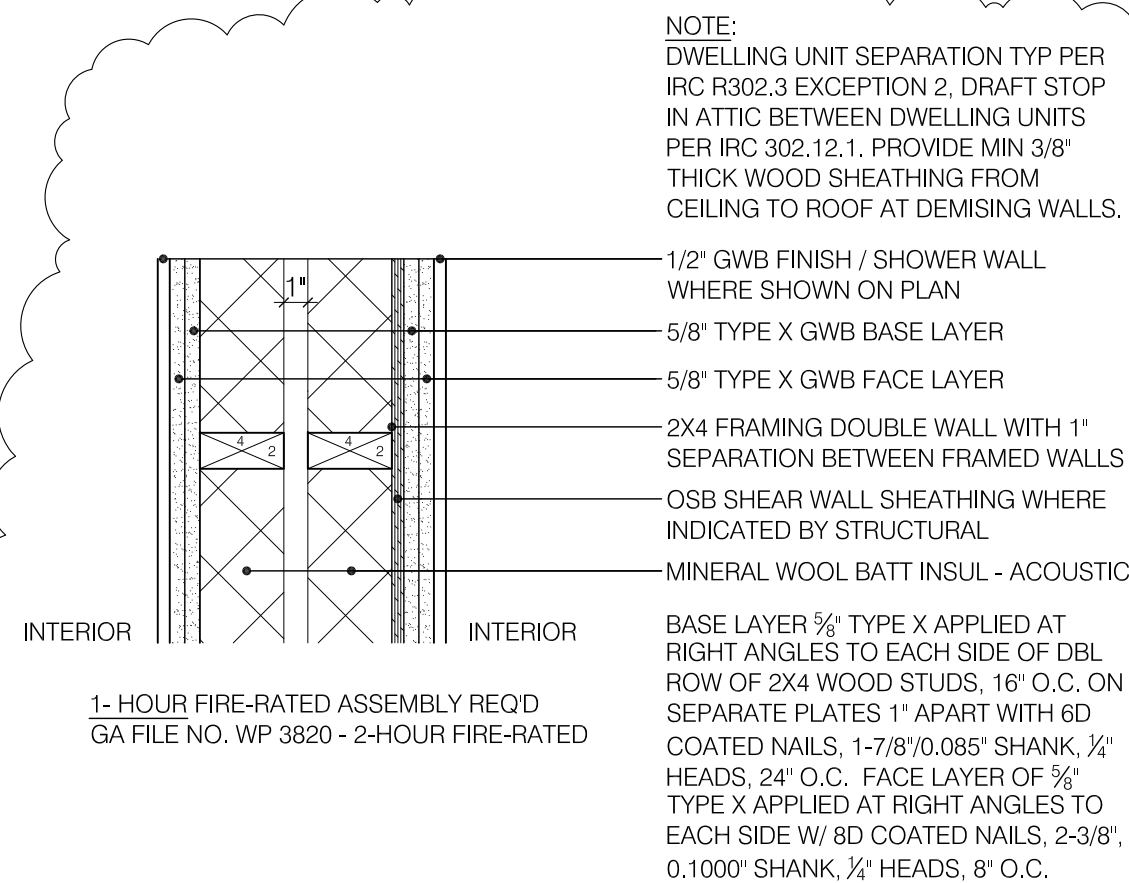 NOTE:
DWELLING UNIT SEPARATION TYP PER
IRC R302.3 EXCEPTION 2, DRAFT STOP
IN ATTIC BETWEEN DWELLING UNITS
PER IRC 302.12.1. PROVIDE MIN 3/8"
THICK WOOD SHEATHING FROM
CEILING TO ROOF AT DEMISING WALLS.
1/2" GWB FINISH / SHOWER WALL
WHERE SHOWN ON PLAN
5/8" TYPE X GWB BASE LAYER
5/8" TYPE X GWB FACE LAYER
2X4 FRAMING DOUBLE WALL WITH 1"
SEPARATION BETWEEN FRAMED WALLS
OSB SHEAR WALL SHEATHING WHERE
INDICATED BY STRUCTURAL
MINERAL WOOL BATT INSUL - ACOUSTIC
BASE LAYER ⅝" TYPE X APPLIED AT
RIGHT ANGLES TO EACH SIDE OF DBL
ROW OF 2X4 WOOD STUDS, 16" O.C. ON
SEPARATE PLATES 1" APART WITH 6D
COATED NAILS, 1-7/8"/0.085" SHANK, ¼"
HEADS, 24" O.C. FACE LAYER OF ⅝"
TYPE X APPLIED AT RIGHT ANGLES TO
EACH SIDE W/ 8D COATED NAILS, 2-3/8",
0.1000" SHANK, ¼" HEADS, 8" O.C.
1"
4 2 4 2
INTERIOR INTERIOR
1- HOUR FIRE-RATED ASSEMBLY REQ'D
GA FILE NO. WP 3820 - 2-HOUR FIRE-RATED